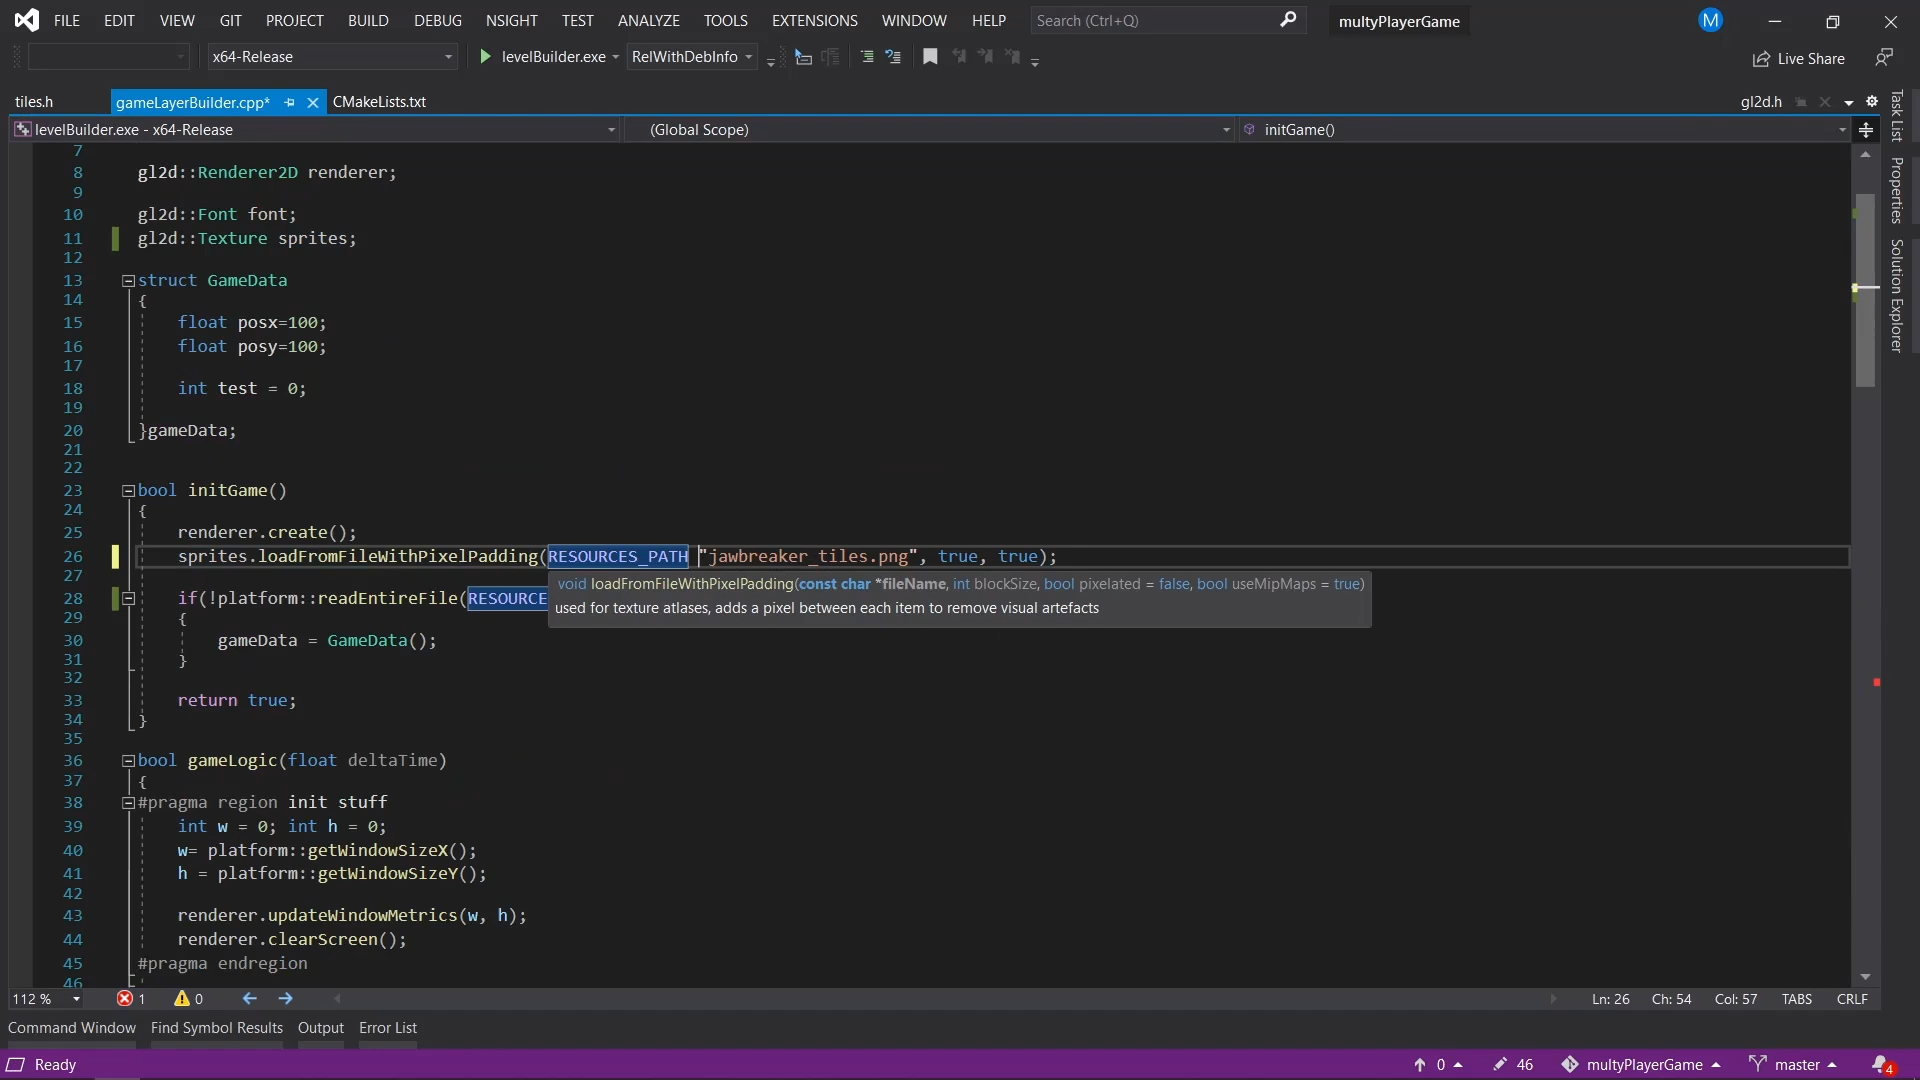 FILE EDIT VIEW GIT PROJECT BUILD DEBUG NSIGHT TEST ANALYZE TOOLS EXTENSIONS WINDOW HELP Search (Ctrl+Q) multyPlayerGame M
x64-Release levelBuilder.exe RelWithDebInfo Live Share
tiles.h gameLayerBuilder.cpp* CMakeLists.txt gl2d.h
levelBuilder.exe - x64-Release (Global Scope) initGame()
7
8 gl2d::Renderer2D renderer;
9
10 gl2d::Font font;
11 gl2d::Texture sprites;
12
13 struct GameData
14 {
15 float posx=100;
16 float posy=100;
17
18 int test = 0;
19
20 }gameData;
21
22
23 bool initGame()
24 {
25 renderer.create();
26 sprites.loadFromFileWithPixelPadding(RESOURCES_PATH "jawbreaker_tiles.png", true, true);
27
void loadFromFileWithPixelPadding(const char *fileName, int blockSize, bool pixelated = false, bool useMipMaps = true)
used for texture atlases, adds a pixel between each item to remove visual artefacts
28 if(!platform::readEntireFile(RESOURCE
29 {
30 gameData = GameData();
31 }
32
33 return true;
34 }
35
36 bool gameLogic(float deltaTime)
37 {
38 #pragma region init stuff
39 int w = 0; int h = 0;
40 w= platform::getWindowSizeX();
41 h = platform::getWindowSizeY();
42
43 renderer.updateWindowMetrics(w, h);
44 renderer.clearScreen();
45 #pragma endregion
46
112 % 1 0 Ln: 26 Ch: 54 Col: 57 TABS CRLF
Command Window Find Symbol Results Output Error List
Ready 0 46 multyPlayerGame master 4
Task List
Properties
Solution Explorer